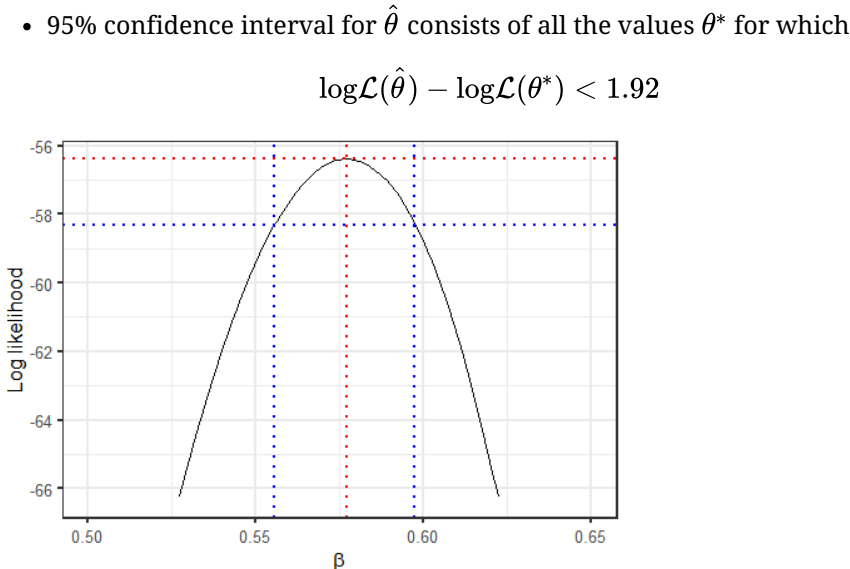 • 95% confidence interval for θ̂ consists of all the values θ* for which
logℒ(θ̂) − logℒ(θ*) < 1.92
-56
-58
-60
-62
-64
-66
Log likelihood
0.50 0.55 0.60 0.65
β